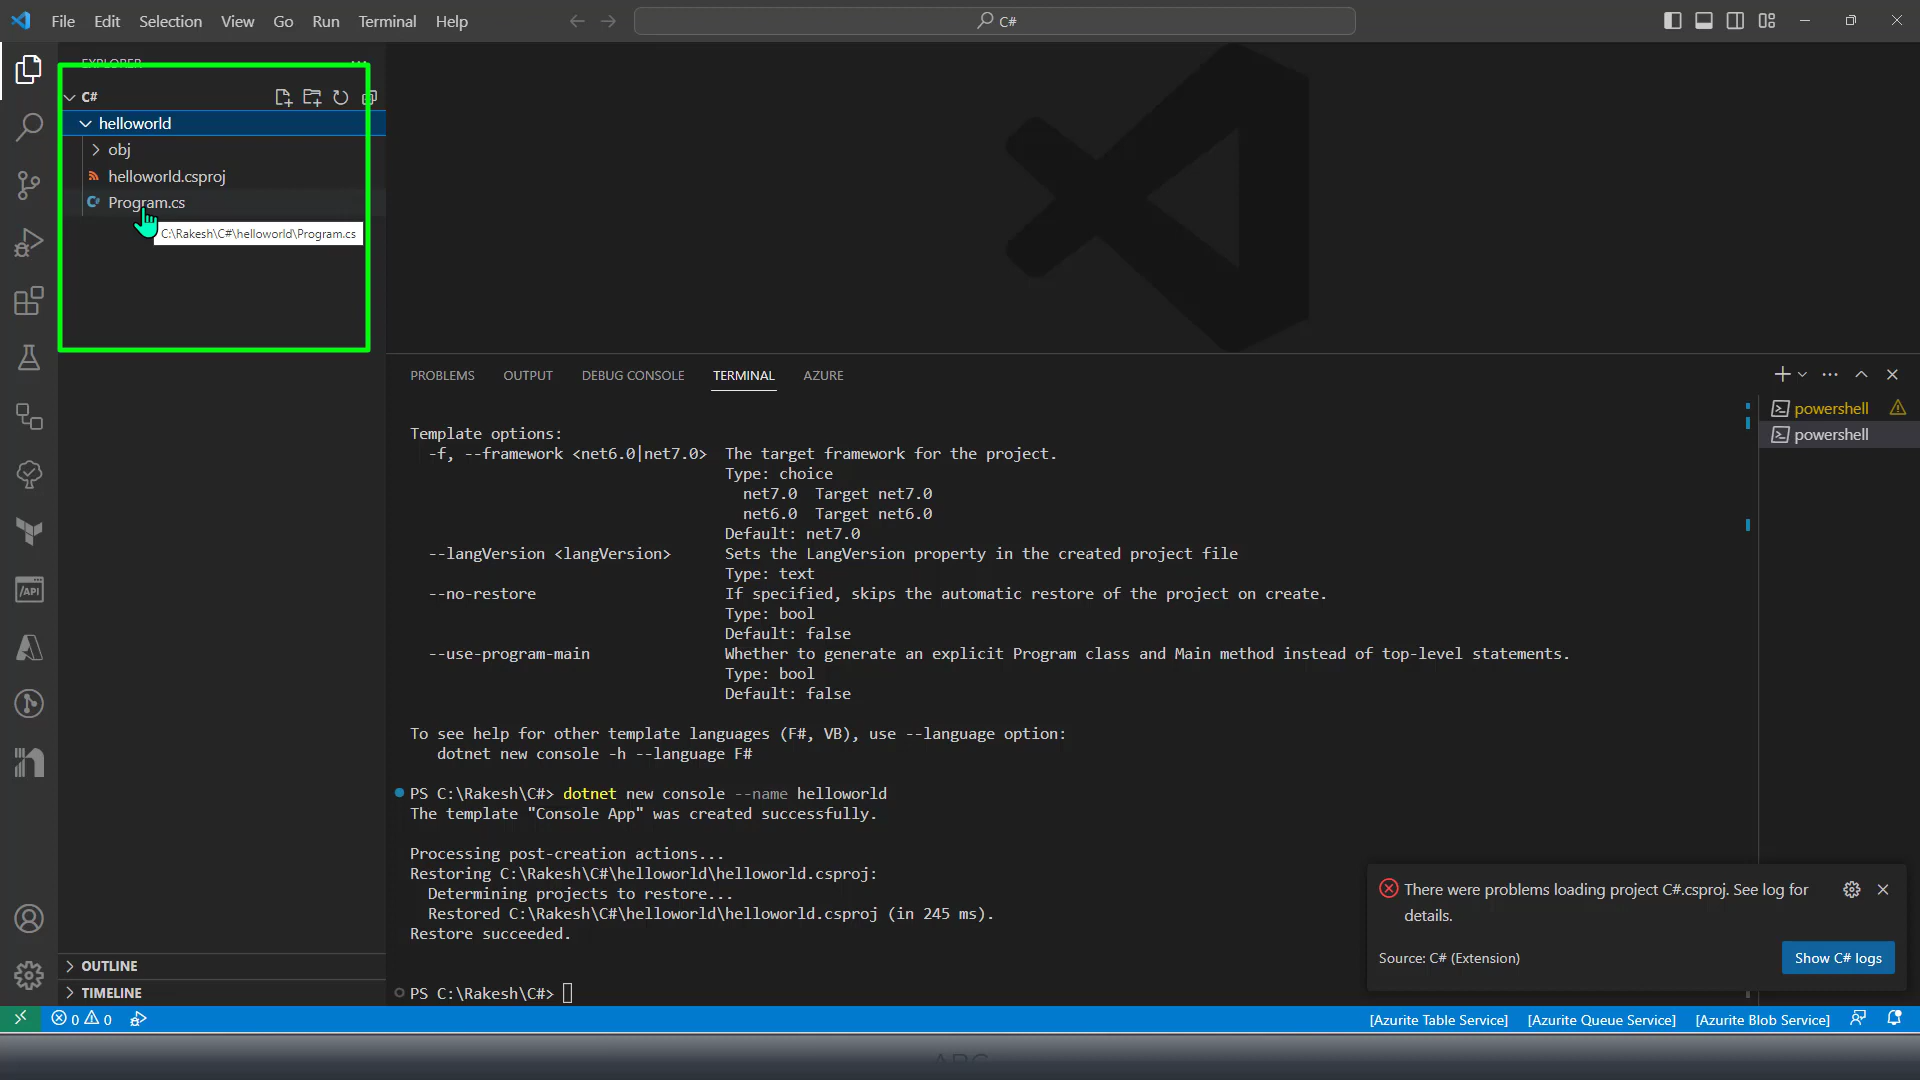 File Edit Selection View Go Run Terminal Help
C#
EXPLORER
C#
helloworld
obj
helloworld.csproj
Program.cs
C:\Rakesh\C#\helloworld\Program.cs
PROBLEMS OUTPUT DEBUG CONSOLE TERMINAL AZURE
powershell
powershell
Template options:
-f, --framework <net6.0|net7.0> The target framework for the project.
Type: choice
net7.0 Target net7.0
net6.0 Target net6.0
Default: net7.0
--langVersion <langVersion> Sets the LangVersion property in the created project file
Type: text
--no-restore If specified, skips the automatic restore of the project on create.
Type: bool
Default: false
--use-program-main Whether to generate an explicit Program class and Main method instead of top-level statements.
Type: bool
Default: false
To see help for other template languages (F#, VB), use --language option:
dotnet new console -h --language F#
PS C:\Rakesh\C#> dotnet new console --name helloworld
The template "Console App" was created successfully.
Processing post-creation actions...
Restoring C:\Rakesh\C#\helloworld\helloworld.csproj:
Determining projects to restore...
Restored C:\Rakesh\C#\helloworld\helloworld.csproj (in 245 ms).
Restore succeeded.
PS C:\Rakesh\C#>
There were problems loading project C#.csproj. See log for
details.
Source: C# (Extension)
Show C# logs
/API
OUTLINE
TIMELINE
0 0
[Azurite Table Service] [Azurite Queue Service] [Azurite Blob Service]